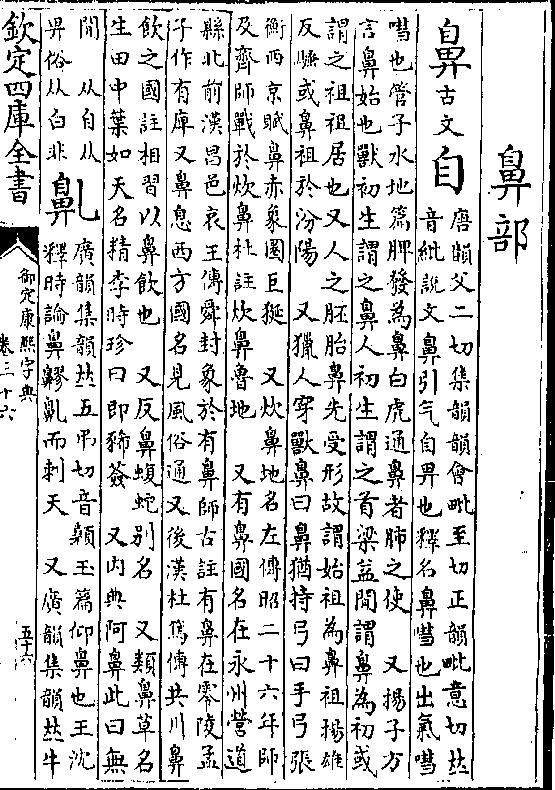 鼻部
鼻古文自唐韻父二切集韻韻會毗至切正韻毗意切𠀤
音紕說文鼻引气自畀也釋名鼻嘒也出氣嘒
嘒也管子水地篇脾發為鼻白虎通鼻者肺之使 又揚子方
言鼻始也獸初生謂之鼻人初生謂之首梁益閒謂鼻為初或
謂之祖祖居也又人之胚胎鼻先受形故謂始祖為鼻祖揚雄
反騷或鼻祖於汾陽 又獵人穿獸鼻曰鼻猶持弓曰手弓張
衡西京賦鼻赤象圈巨狿 又炊鼻地名左傳昭二十六年師
及齊師戰於炊鼻杜註炊鼻魯地 又有鼻國名在永州營道
縣北前漢昌邑哀王傳舜封象於有鼻師古註有鼻在零陵孟
子作有庳又鼻息西方國名見風俗通又後漢杜篤傳共川鼻
飲之國註相習以鼻飲也 又反鼻蝮蛇別名 又類鼻草名
生田中葉如天名精李時珍曰即豨簽 又內典阿鼻此曰無
閒 从自从
畀俗从白非
廣韻集韻𠀤五弔切音顤玉篇仰鼻也王沈
釋時論鼻而刺天 又廣韻集韻𠀤牛
欽定四庫全書
御定康熙字典
卷三十六
五十六